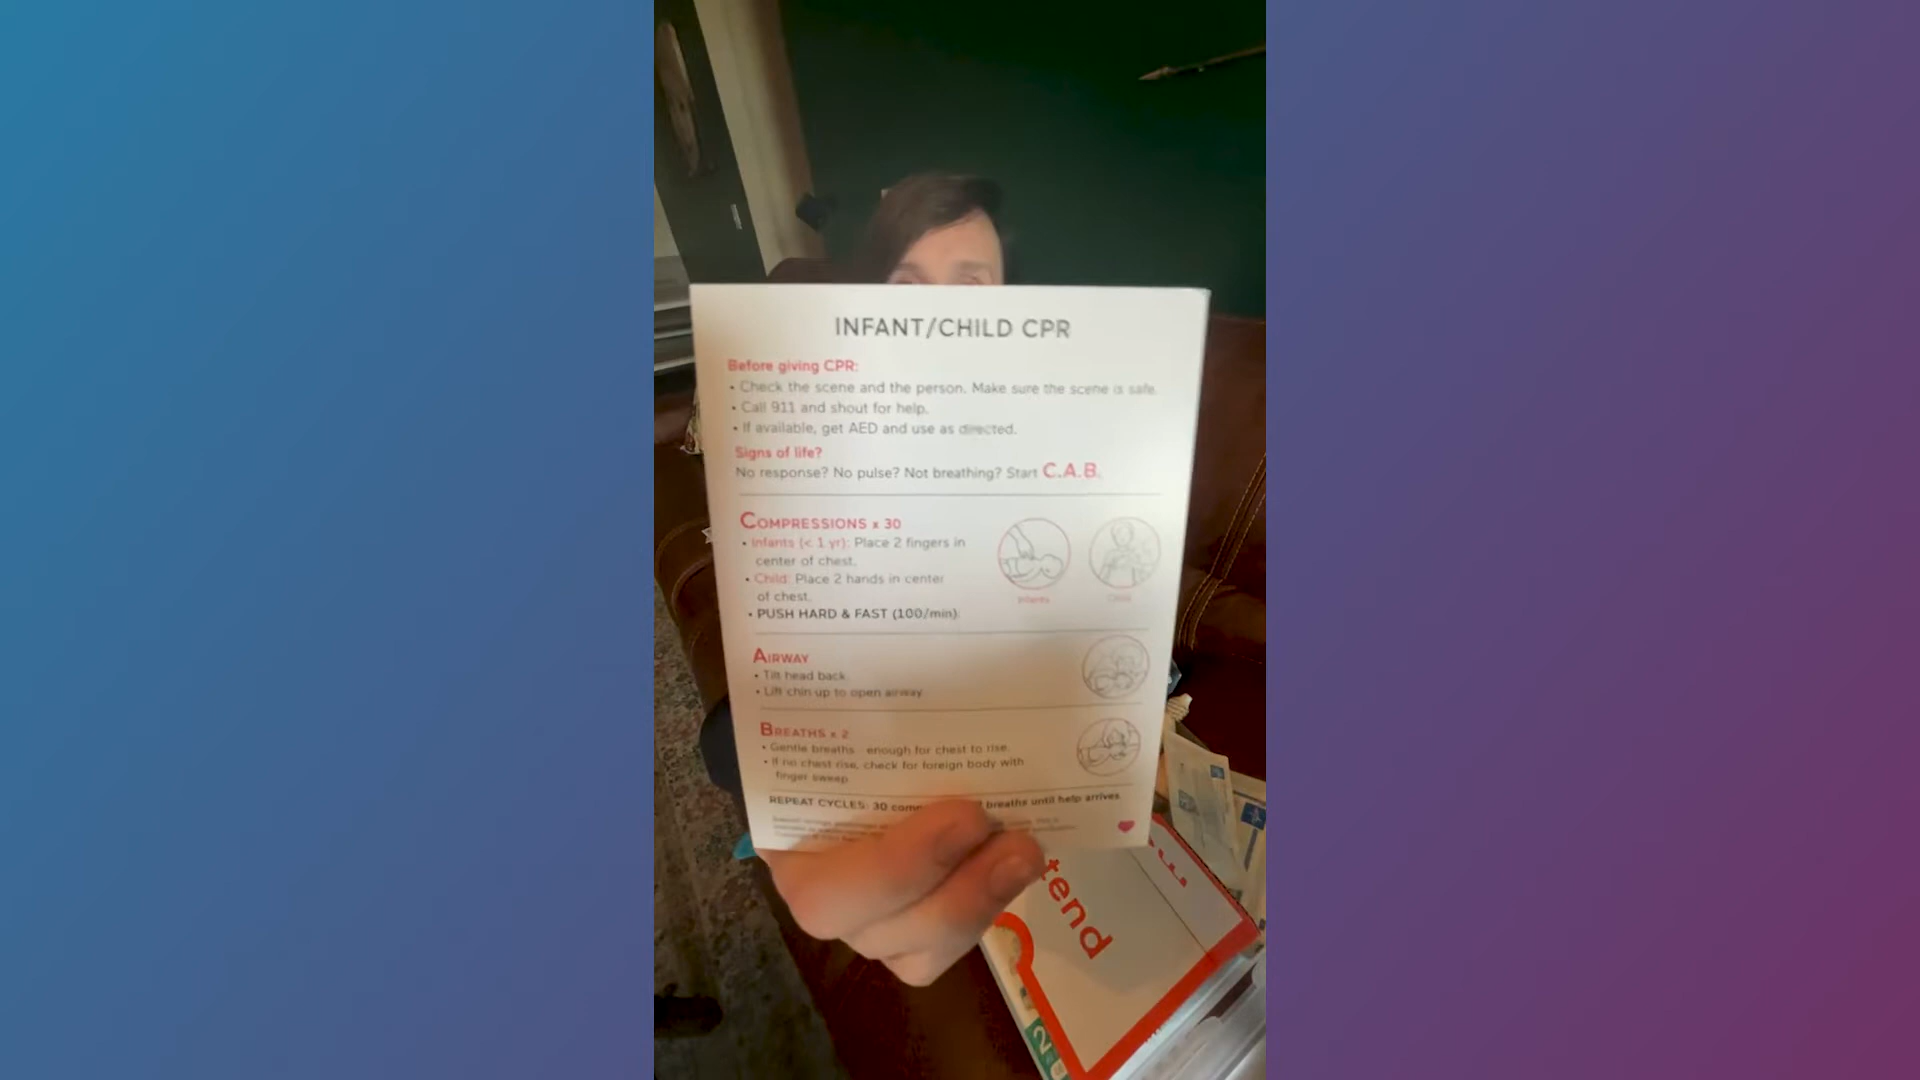 INFANT/CHILD CPR
Before giving CPR:
• Check the scene and the person. Make sure the scene is safe.
• Call 911 and shout for help.
• If available, get AED and use as directed.
Signs of life?
No response? No pulse? Not breathing? Start C.A.B.
COMPRESSIONS x 30
• Infants (< 1 yr): Place 2 fingers in
center of chest.
• Child: Place 2 hands in center
of chest.
• PUSH HARD & FAST (100/min)
Infants
Child
AIRWAY
• Tilt head back
• Lift chin up to open airway
BREATHS x 2
• Gentle breaths enough for chest to rise.
• If no chest rise, check for foreign body with
finger sweep
REPEAT CYCLES: 30 breaths until help arrives
tend
2